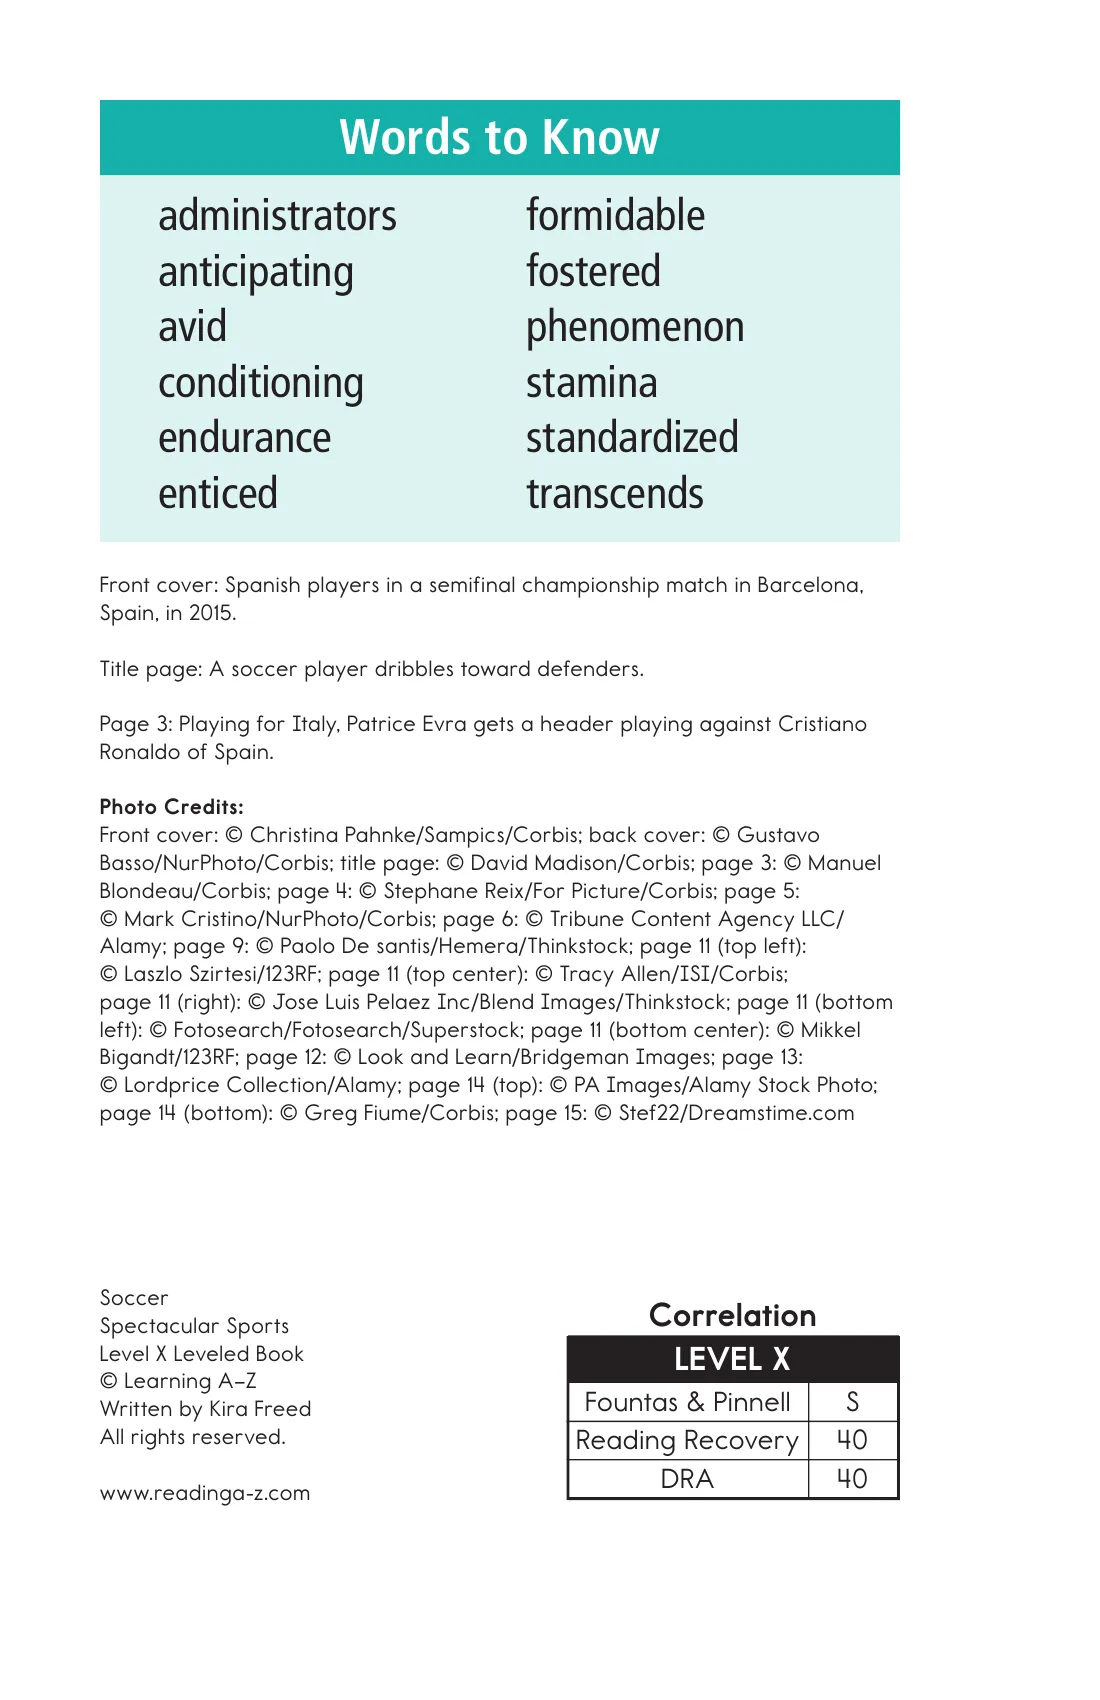 Words to Know
administrators
anticipating
avid
conditioning
endurance
enticed
formidable
fostered
phenomenon
stamina
standardized
transcends
Front cover: Spanish players in a semifinal championship match in Barcelona,
Spain, in 2015.
Title page: A soccer player dribbles toward defenders.
Page 3: Playing for Italy, Patrice Evra gets a header playing against Cristiano
Ronaldo of Spain.
Photo Credits:
Front cover: © Christina Pahnke/Sampics/Corbis; back cover: © Gustavo
Basso/NurPhoto/Corbis; title page: © David Madison/Corbis; page 3: © Manuel
Blondeau/Corbis; page 4: © Stephane Reix/For Picture/Corbis; page 5:
© Mark Cristino/NurPhoto/Corbis; page 6: © Tribune Content Agency LLC/
Alamy; page 9: © Paolo De santis/Hemera/Thinkstock; page 11 (top left):
© Laszlo Szirtesi/123RF; page 11 (top center): © Tracy Allen/ISI/Corbis;
page 11 (right): © Jose Luis Pelaez Inc/Blend Images/Thinkstock; page 11 (bottom
left): © Fotosearch/Fotosearch/Superstock; page 11 (bottom center): © Mikkel
Bigandt/123RF; page 12: © Look and Learn/Bridgeman Images; page 13:
© Lordprice Collection/Alamy; page 14 (top): © PA Images/Alamy Stock Photo;
page 14 (bottom): © Greg Fiume/Corbis; page 15: © Stef22/Dreamstime.com
Soccer
Spectacular Sports
Level X Leveled Book
© Learning A–Z
Written by Kira Freed
All rights reserved.
www.readinga-z.com
Correlation
LEVEL X
Fountas & Pinnell S
Reading Recovery 40
DRA 40